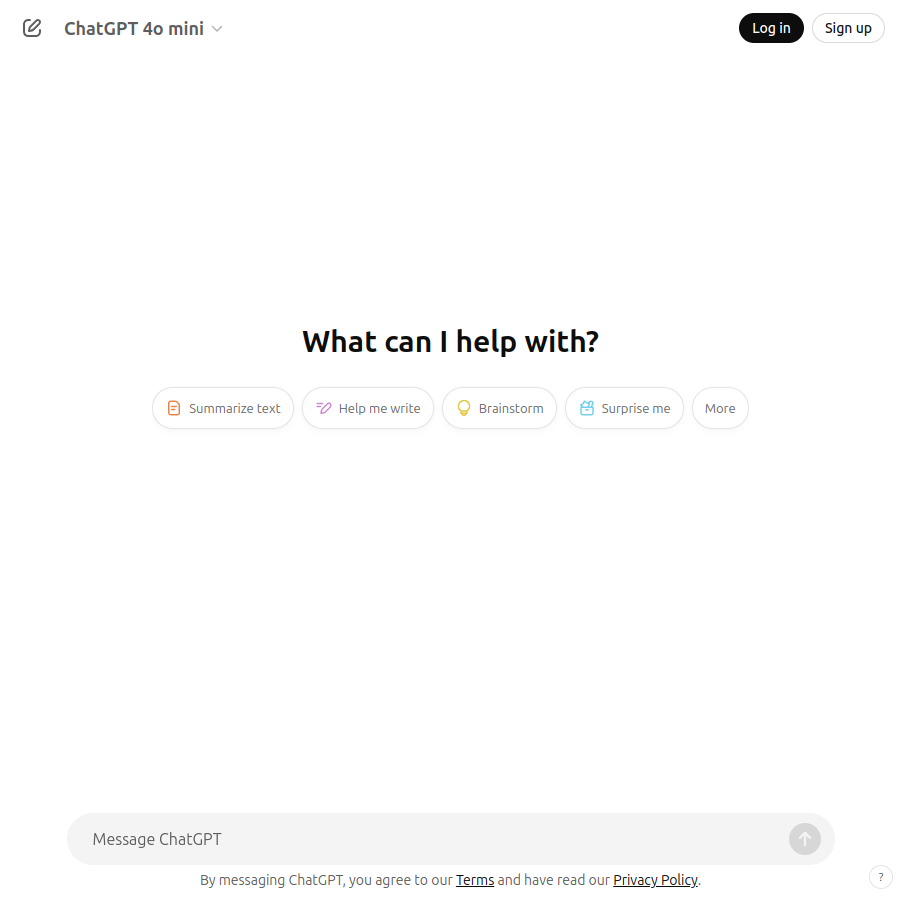 ChatGPT 4o mini
Log in
Sign up
What can I help with?
Summarize text
Help me write
Brainstorm
Surprise me
More
Message ChatGPT
By messaging ChatGPT, you agree to our Terms and have read our Privacy Policy.
?